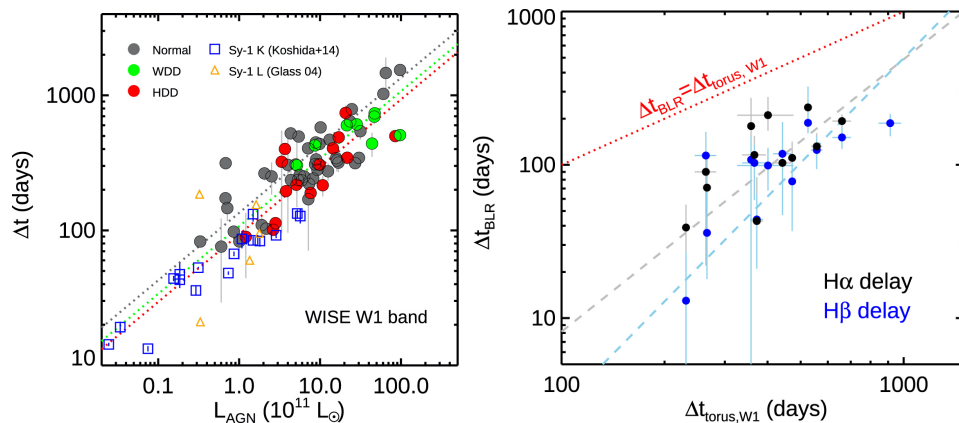 Normal
WDD
HDD
Sy-1 K (Koshida+14)
Sy-1 L (Glass 04)
WISE W1 band
1000
100
10
Δt (days)
0.1 1.0 10.0 100.0
L_AGN (10^11 L_⊙)
Δt_BLR=Δt_torus, W1
Hα delay
Hβ delay
1000
100
10
Δt_BLR (days)
100 1000
Δt_torus,W1 (days)